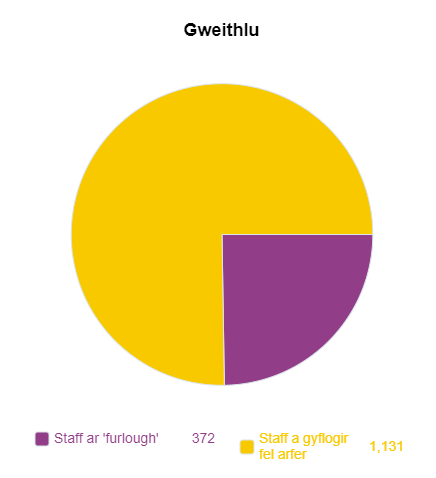 Gweithlu
Staff ar 'furlough' 372
Staff a gyflogir
fel arfer 1,131